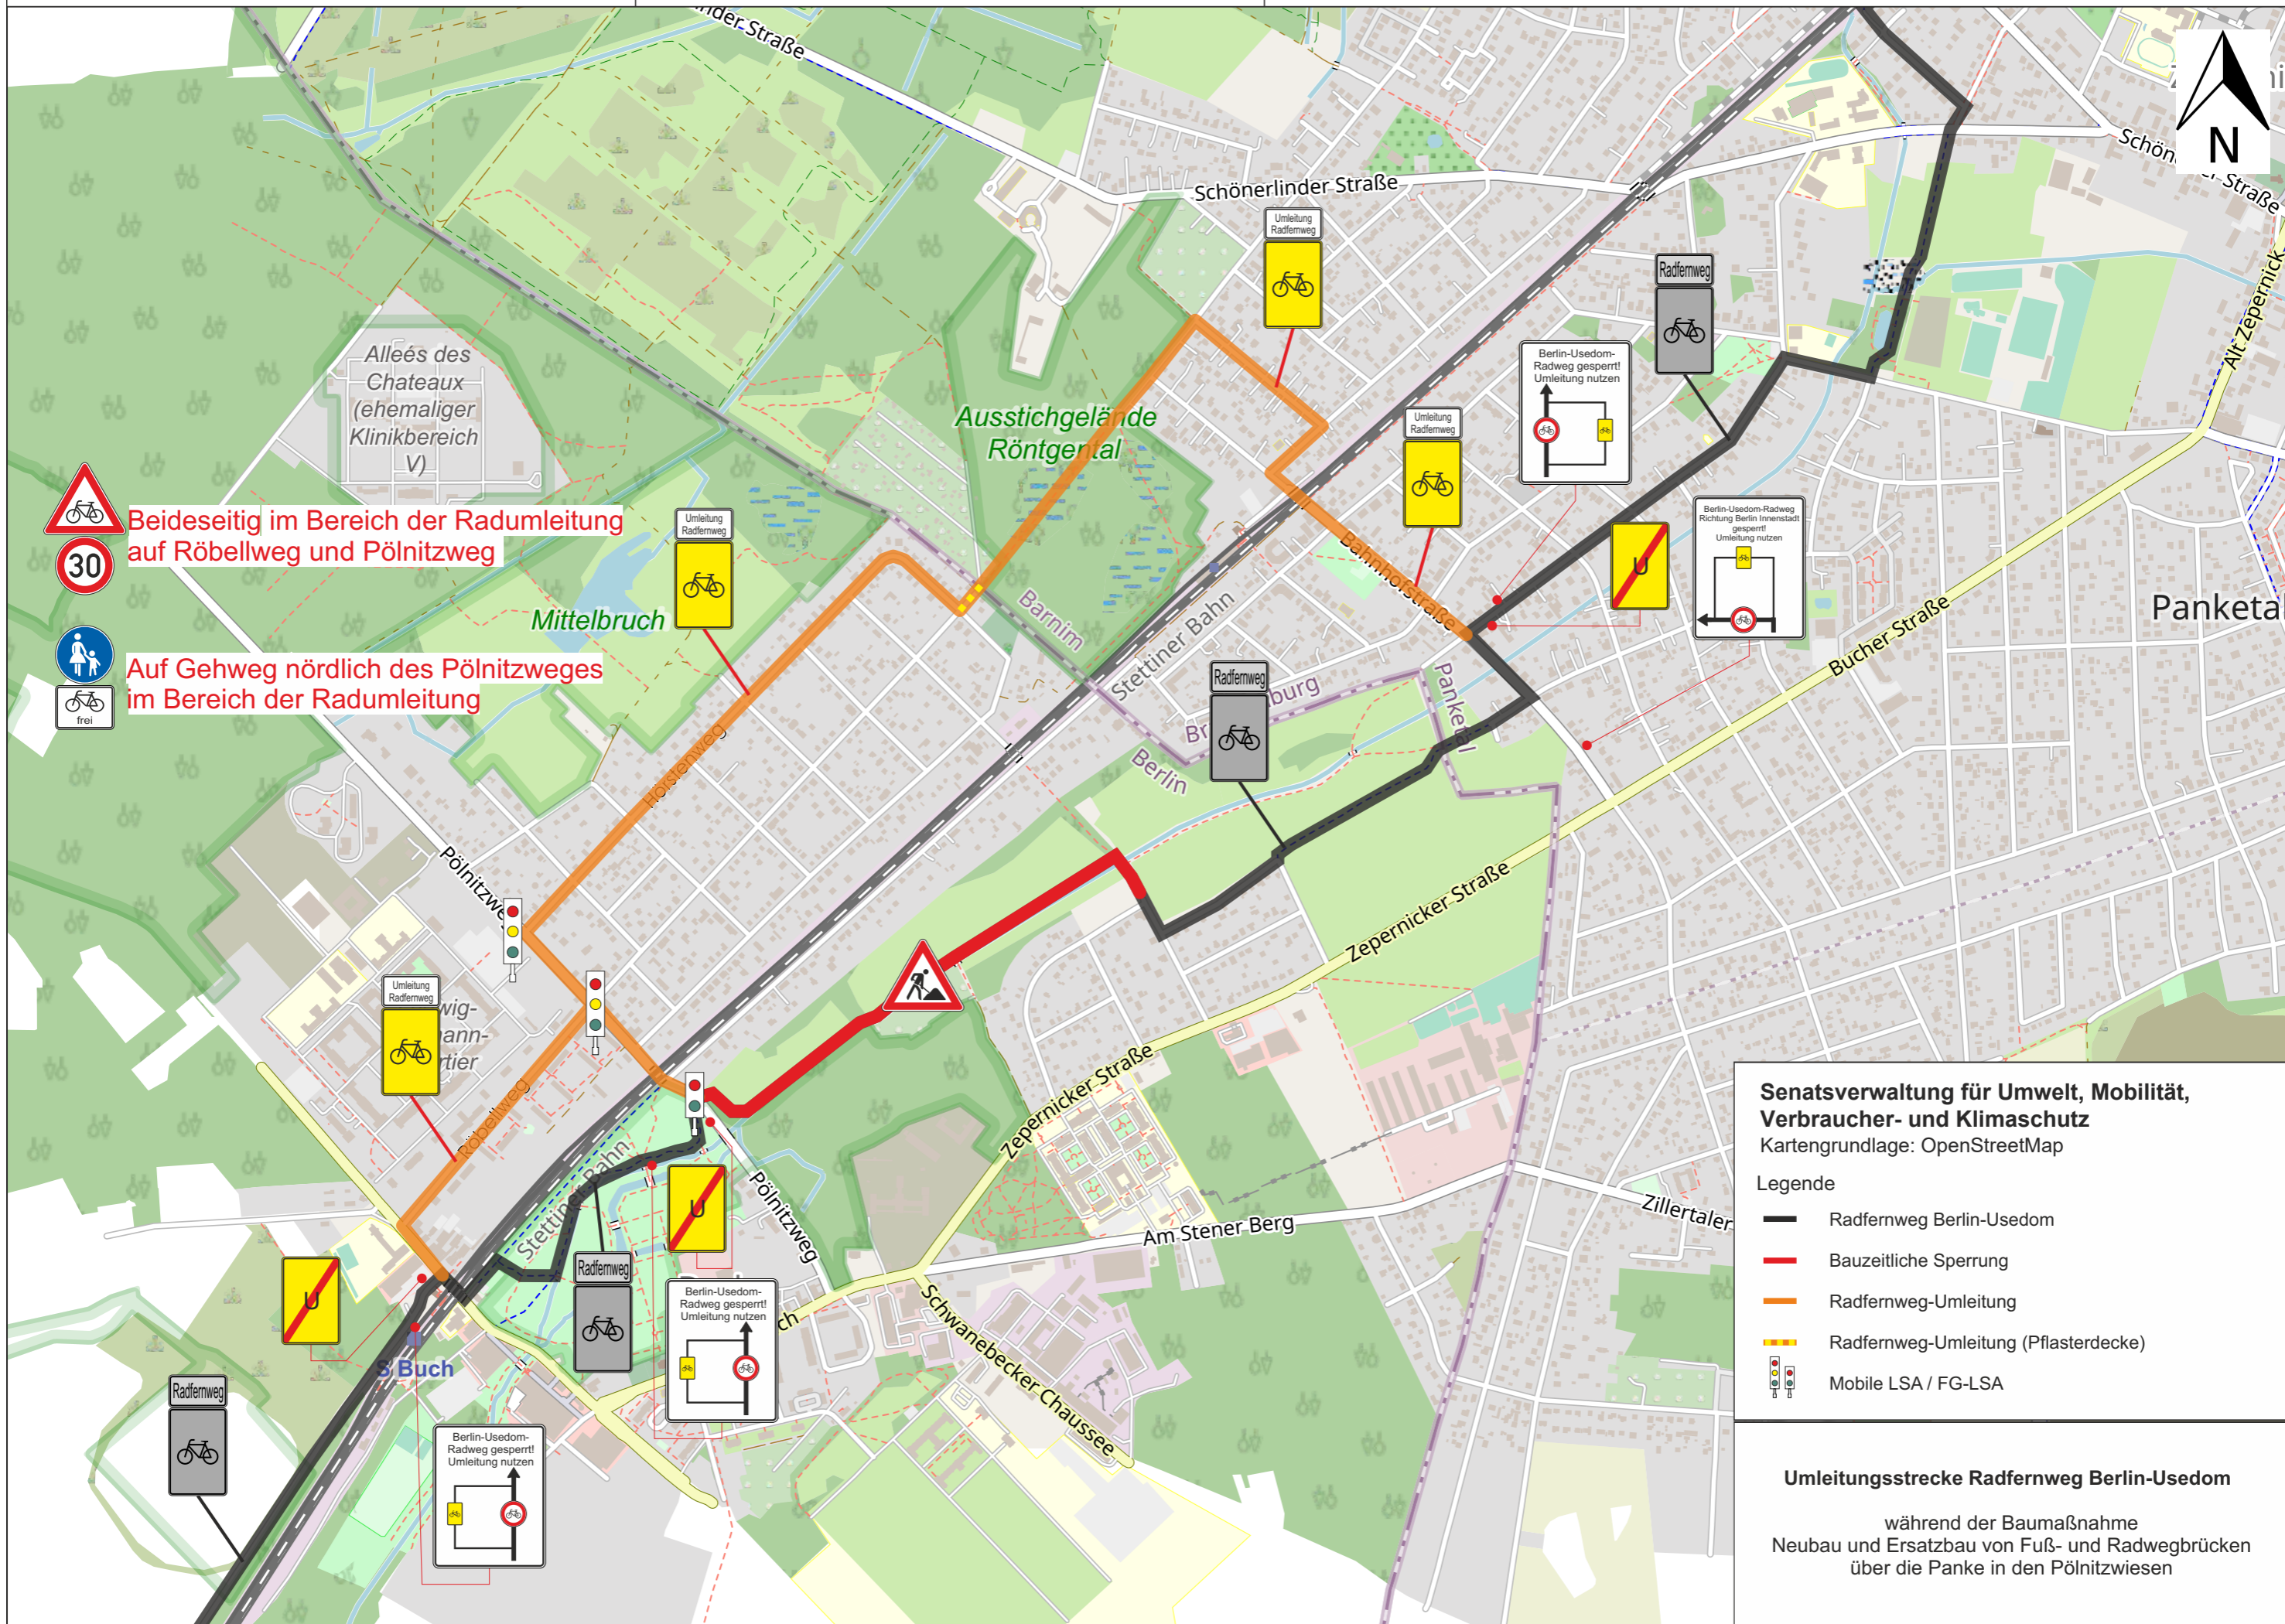 Schönerlinder Straße
Umleitung
Radfernweg
Radfernweg
N
Alleés des
Chateaux
(ehemaliger
Klinikbereich
V)
Ausstichgelände
Röntgental
Berlin-Usedom-
Radweg gesperrt!
Umleitung nutzen
Umleitung
Radfernweg
Alt Zepernick
Beideseitig im Bereich der Radumleitung
auf Röbellweg und Pölnitzweg
30
Umleitung
Radfernweg
Mittelbruch
Barnim
Stettiner Bahn
Bahnhofstraße
U
Berlin-Usedom-Radweg
Richtung Berlin Innenstadt
gesperrt!
Umleitung nutzen
Bucher Straße
Auf Gehweg nördlich des Pölnitzweges
im Bereich der Radumleitung
frei
Radfernweg
Berlin
Panketal
Hörstenweg
Pölnitzweg
Zepernicker Straße
Umleitung
Radfernweg
Röbellweg
Zepernicker Straße
Stettiner Bahn
U
Pölnitzweg
Am Stener Berg
Zillertaler
Radfernweg
U
S Buch
Berlin-Usedom-
Radweg gesperrt!
Umleitung nutzen
Schwanebecker Chaussee
Radfernweg
Berlin-Usedom-
Radweg gesperrt!
Umleitung nutzen
Senatsverwaltung für Umwelt, Mobilität,
Verbraucher- und Klimaschutz
Kartengrundlage: OpenStreetMap
Legende
Radfernweg Berlin-Usedom
Bauzeitliche Sperrung
Radfernweg-Umleitung
Radfernweg-Umleitung (Pflasterdecke)
Mobile LSA / FG-LSA
Umleitungsstrecke Radfernweg Berlin-Usedom
während der Baumaßnahme
Neubau und Ersatzbau von Fuß- und Radwegbrücken
über die Panke in den Pölnitzwiesen